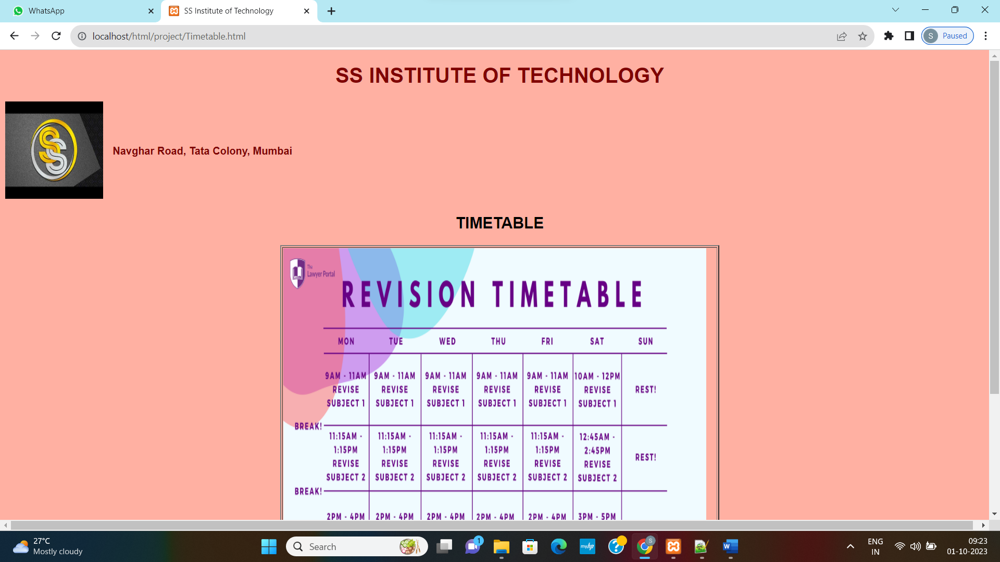 WhatsApp
SS Institute of Technology
localhost/html/project/Timetable.html
S Paused
SS INSTITUTE OF TECHNOLOGY
SS
Navghar Road, Tata Colony, Mumbai
TIMETABLE
The
Lawyer Portal
REVISION TIMETABLE
MON TUE WED THU FRI SAT SUN
9AM - 11AM 9AM - 11AM 9AM - 11AM 9AM - 11AM 9AM - 11AM 10AM - 12PM
REVISE REVISE REVISE REVISE REVISE REVISE REST!
SUBJECT 1 SUBJECT 1 SUBJECT 1 SUBJECT 1 SUBJECT 1 SUBJECT 1
BREAK!
11:15AM - 11:15AM - 11:15AM - 11:15AM - 11:15AM - 12:45AM -
1:15PM 1:15PM 1:15PM 1:15PM 1:15PM 2:45PM
REVISE REVISE REVISE REVISE REVISE REVISE REST!
SUBJECT 2 SUBJECT 2 SUBJECT 2 SUBJECT 2 SUBJECT 2 SUBJECT 2
BREAK!
2PM - 4PM 2PM - 4PM 2PM - 4PM 2PM - 4PM 2PM - 4PM 3PM - 5PM
27°C
Mostly cloudy
Search
1
myhp
?
S
W
ENG
IN
09:23
01-10-2023